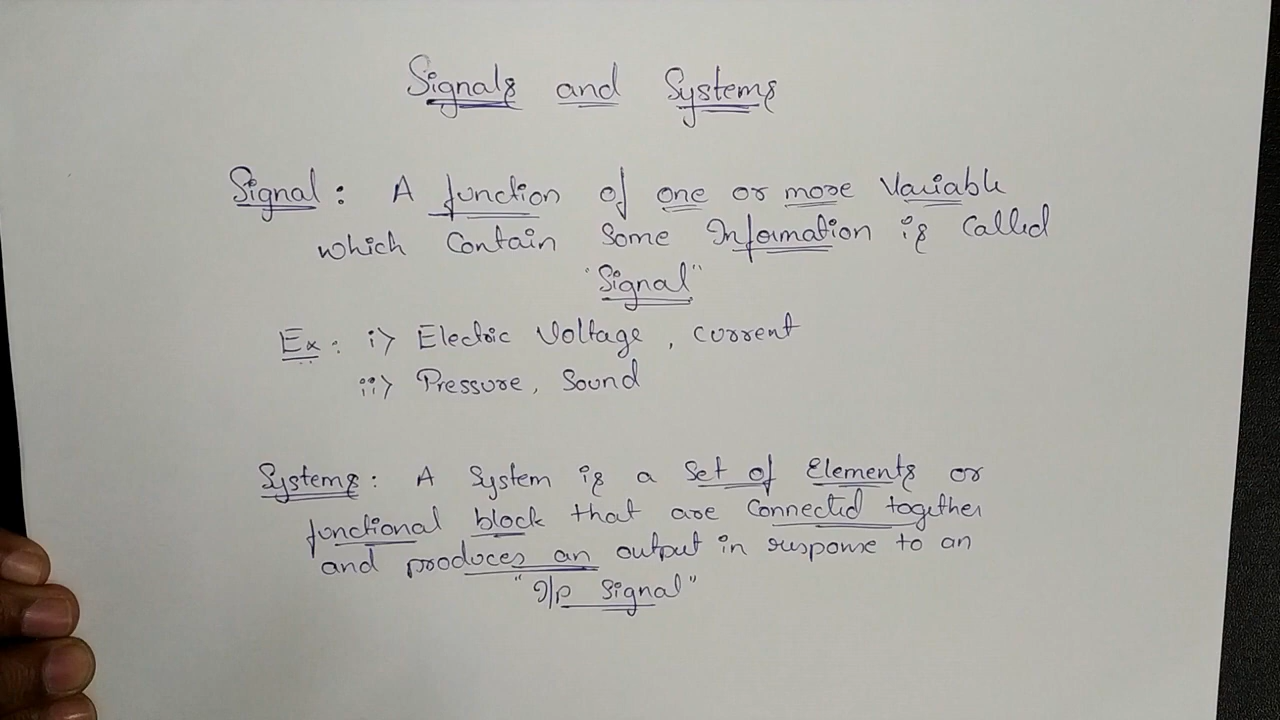 Signals and Systems
Signal : A function of one or more Variable
which Contain Some Information is Called
"Signal"
Ex : i> Electric Voltage , current
ii> Pressure, Sound
Systems : A System is a Set of Elements or
functional block that are Connected together
and produces an output in response to an
"I/p Signal"